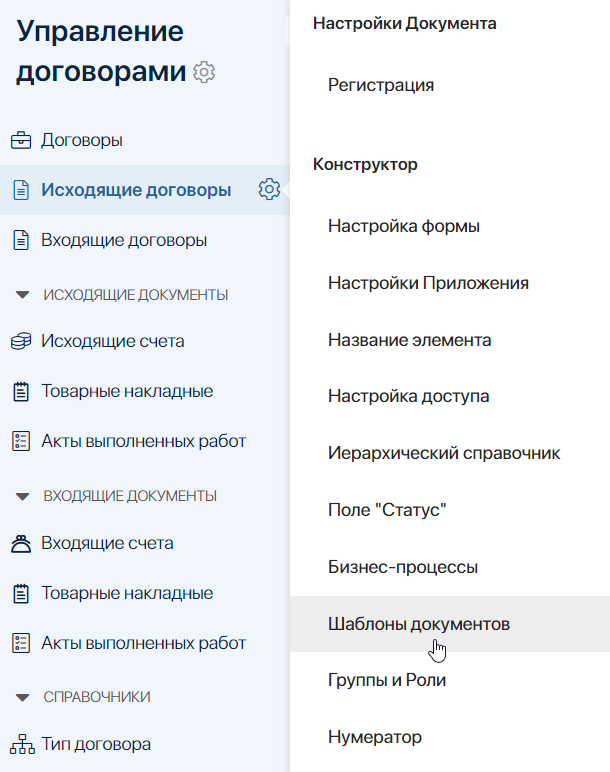 Управление
договорами
Договоры
Исходящие договоры
Входящие договоры
ИСХОДЯЩИЕ ДОКУМЕНТЫ
Исходящие счета
Товарные накладные
Акты выполненных работ
ВХОДЯЩИЕ ДОКУМЕНТЫ
Входящие счета
Товарные накладные
Акты выполненных работ
СПРАВОЧНИКИ
Тип договора
Настройки Документа
Регистрация
Конструктор
Настройка формы
Настройки Приложения
Название элемента
Настройка доступа
Иерархический справочник
Поле "Статус"
Бизнес-процессы
Шаблоны документов
Группы и Роли
Нумератор